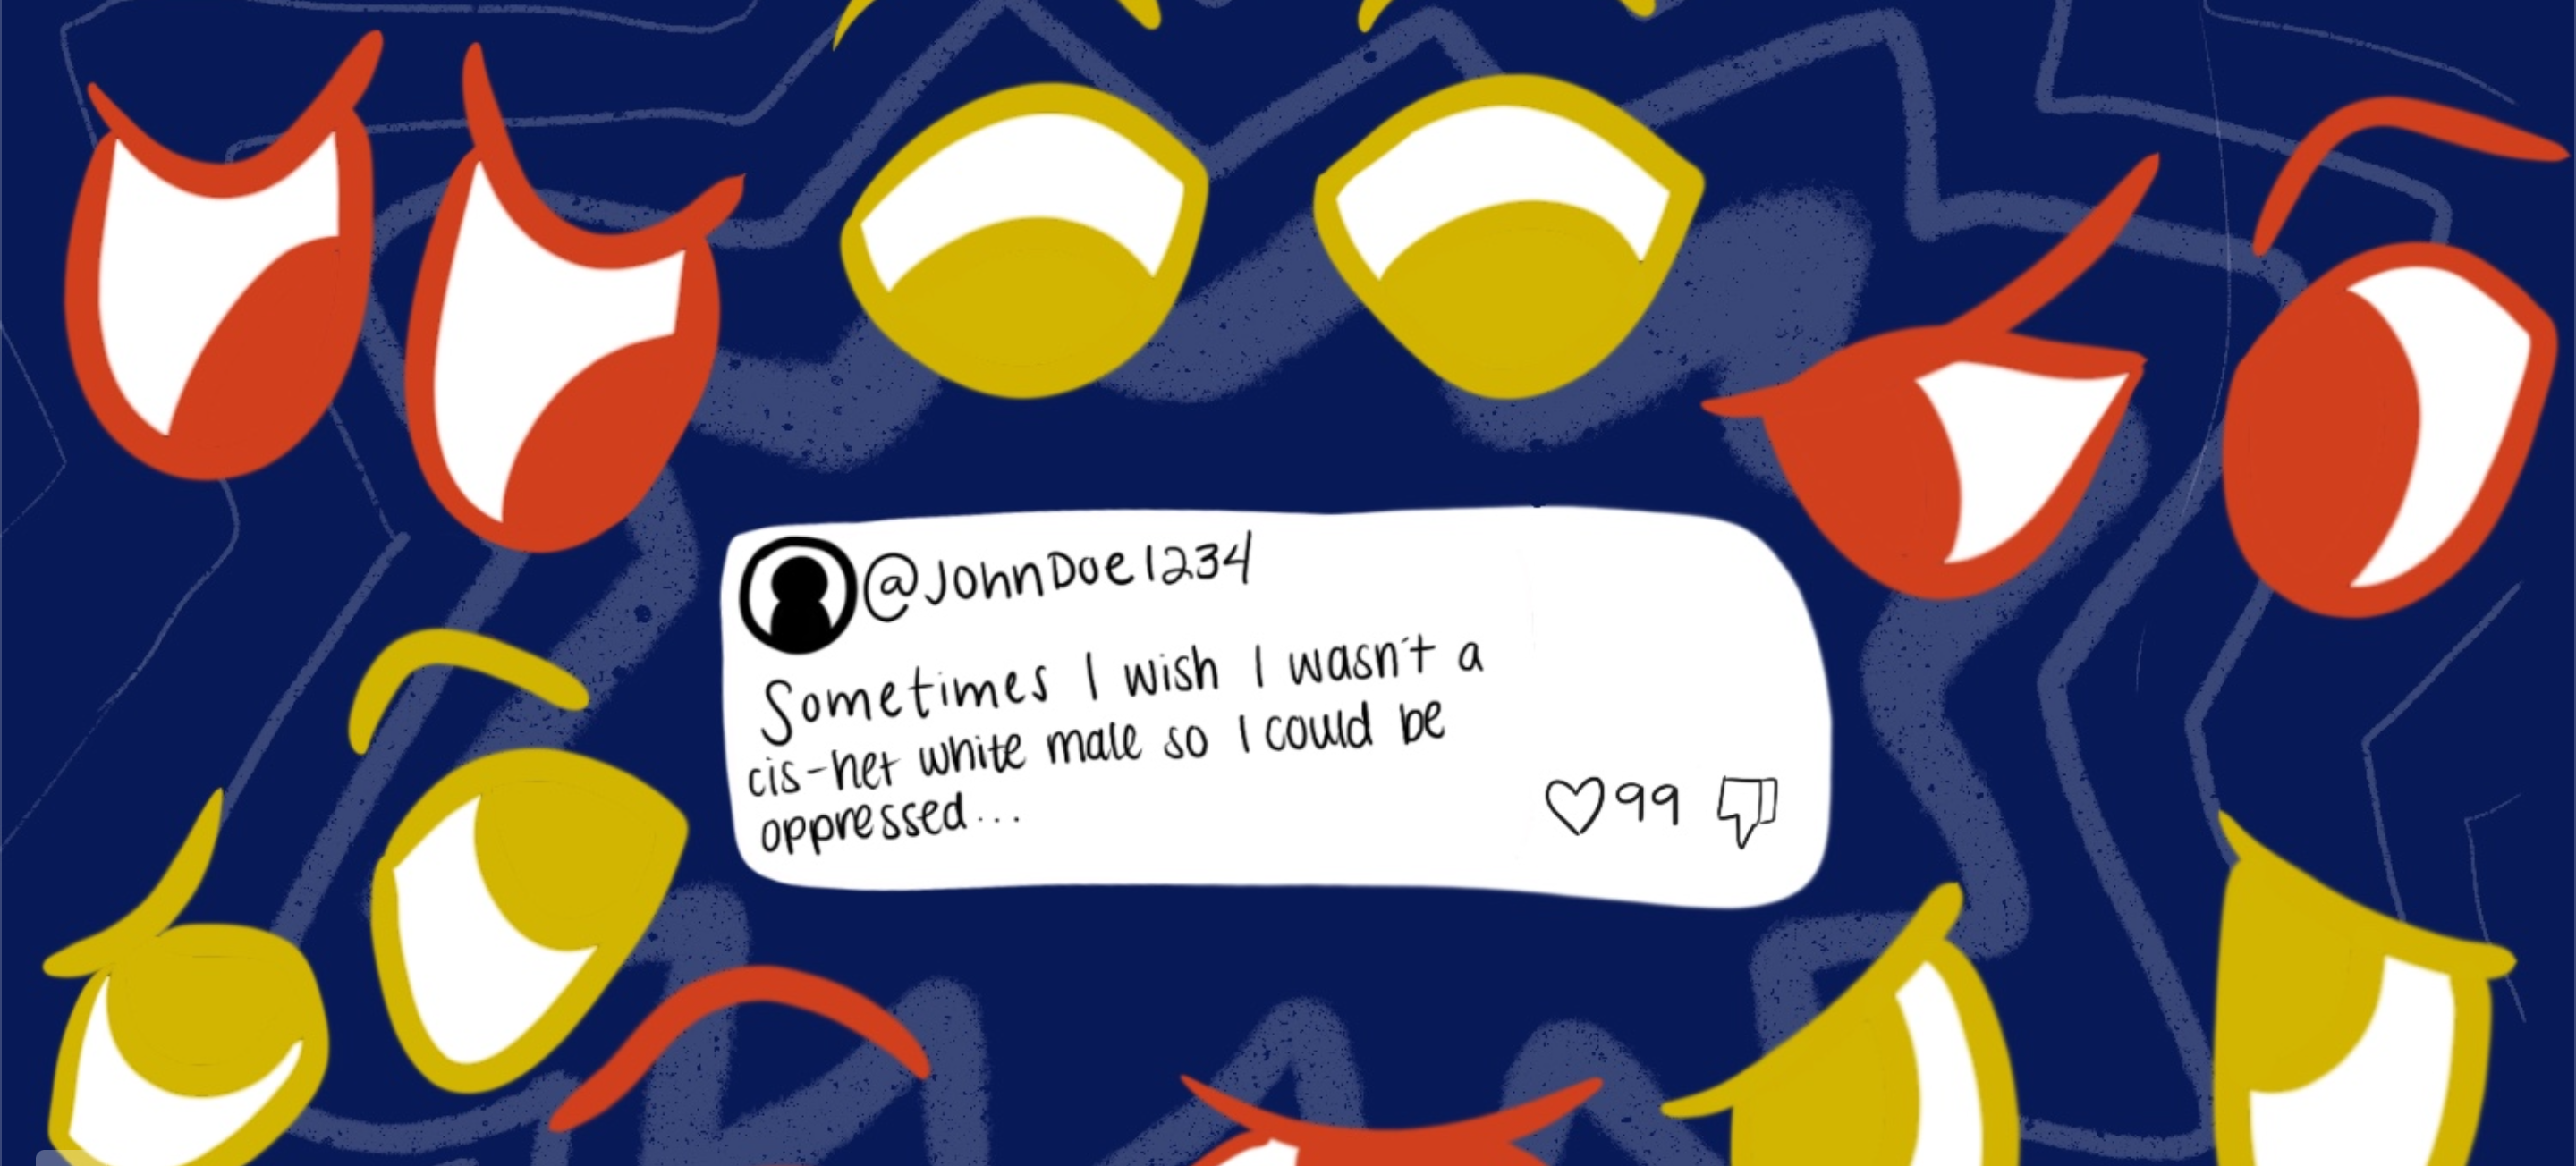 @JohnDoe1234
Sometimes I wish I wasn't a
cis-het white male so I could be
oppressed...
99